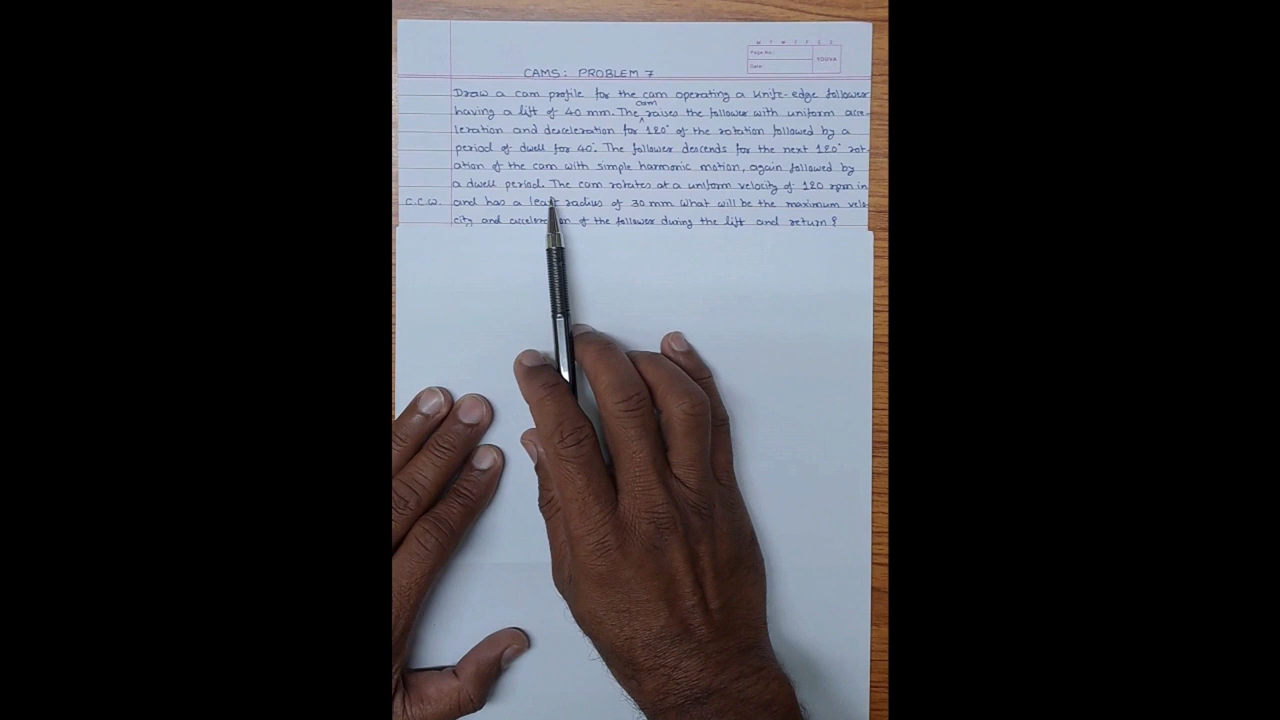 M T W T F S S
Page No.:
Date:
YOUVA
CAMS: PROBLEM 7
Draw a cam profile for the cam operating a Knife-edge follower
having a lift of 40 mm. The cam raises the follower with uniform acce-
leration and desceleration for 120° of the rotation followed by a
period of dwell for 40°. The follower descends for the next 120° rot-
ation of the cam with simple harmonic motion, again followed by
a dwell period. The cam rotates at a uniform velocity of 120 rpm in
C.C.W. and has a least radius of 30 mm What will be the maximum velo-
city and acceleration of the follower during the lift and return?